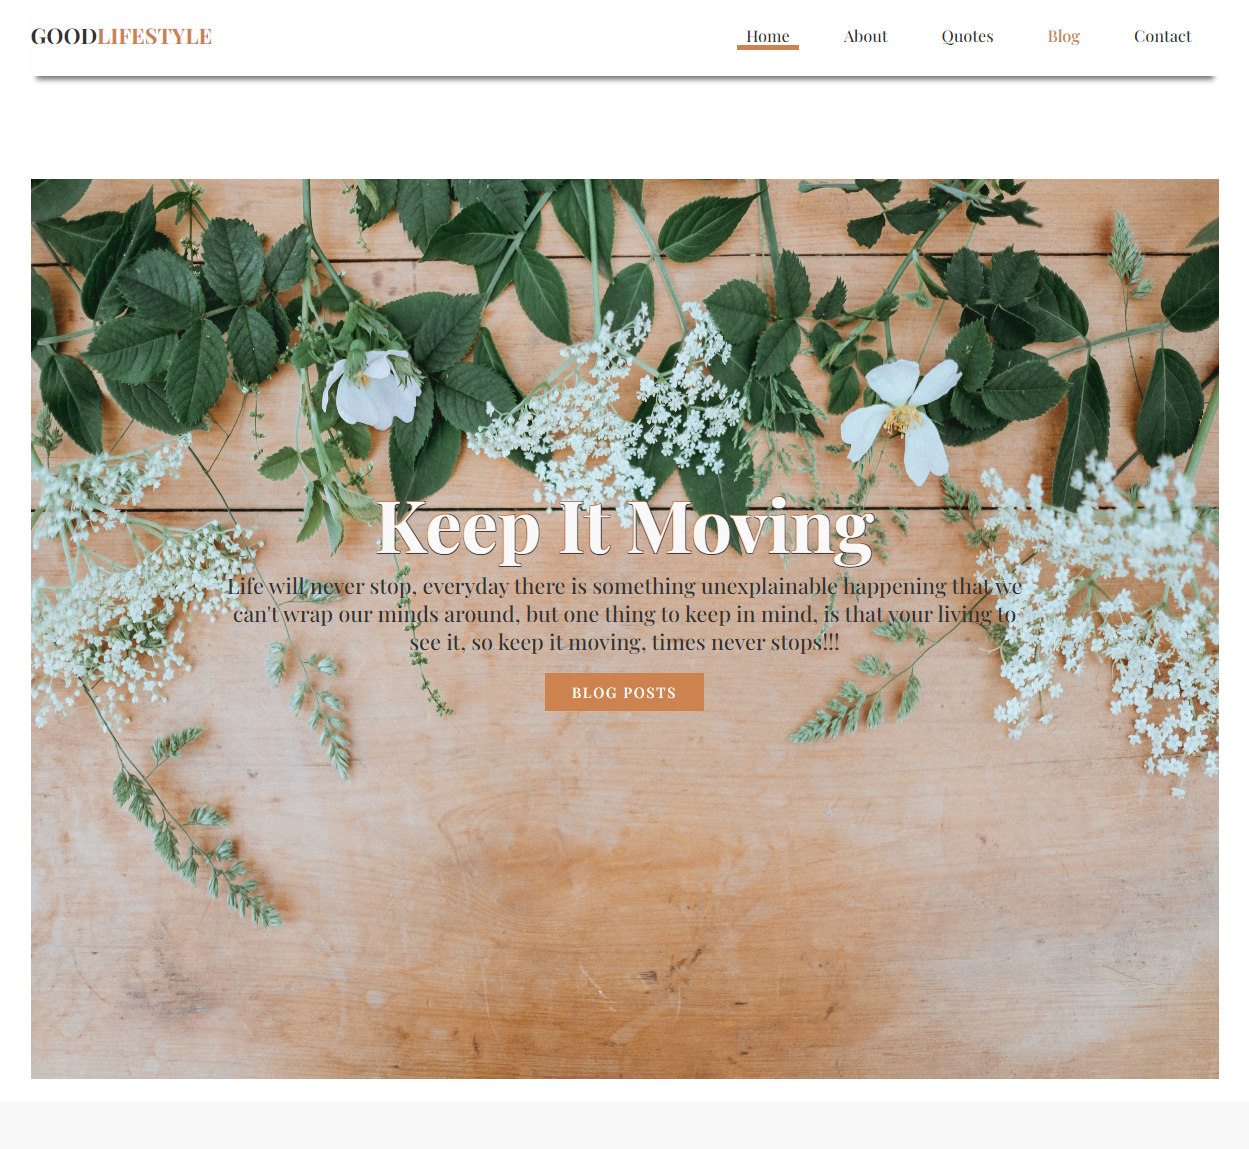 GOODLIFESTYLE
Home About Quotes Blog Contact
Keep It Moving
Life will never stop, everyday there is something unexplainable happening that we
can't wrap our minds around, but one thing to keep in mind, is that your living to
see it, so keep it moving, times never stops!!!
BLOG POSTS